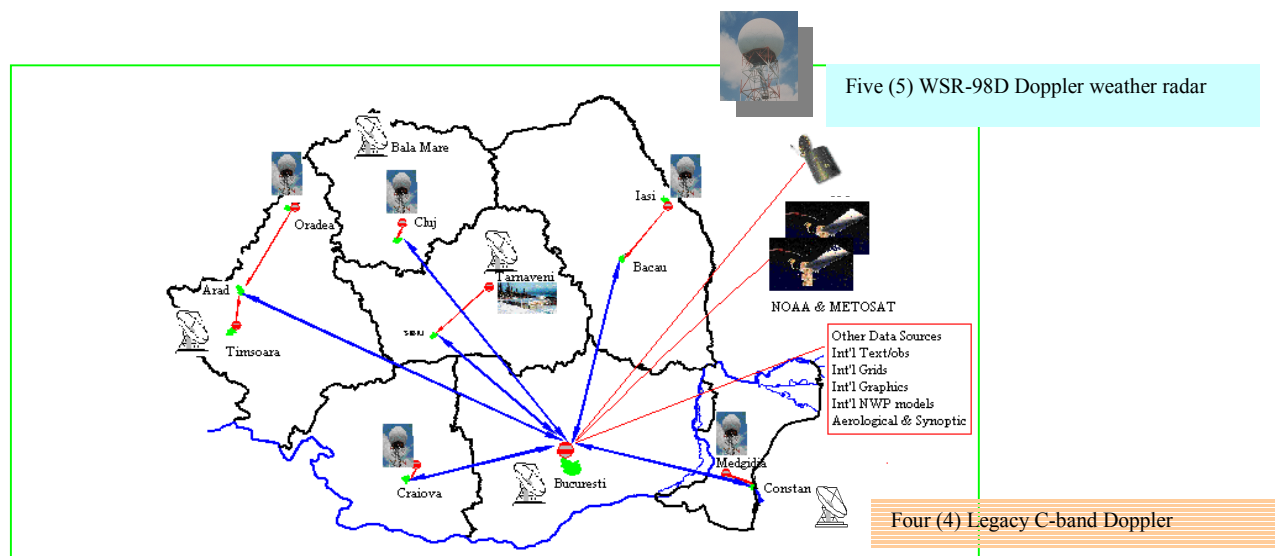 Five (5) WSR-98D Doppler weather radar
Bala Mare
Iasi
Oradea
Cluj
Tarnaveni
Bacau
Arad
NOAA & METOSAT
Timsoara
Other Data Sources
Int'l Text/obs
Int'l Grids
Int'l Graphics
Int'l NWP models
Aerological & Synoptic
Medgidia
Craiova
Bucuresti
Constan
Four (4) Legacy C-band Doppler